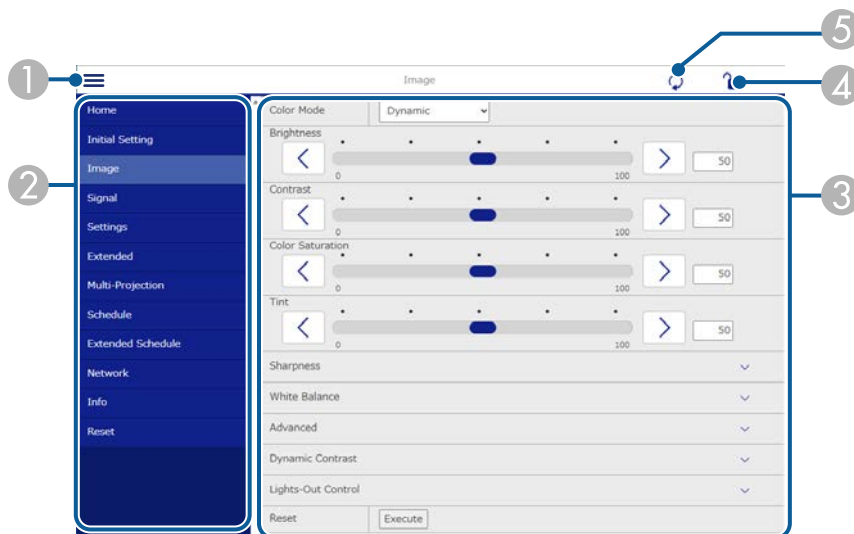 5
1
Image
4
Home
Initial Setting
Image
Signal
Settings
Extended
Multi-Projection
Schedule
Extended Schedule
Network
Info
Reset
2
Color Mode
Dynamic
Brightness
0
100
50
Contrast
0
100
50
Color Saturation
0
100
50
Tint
0
100
50
Sharpness
White Balance
Advanced
Dynamic Contrast
Lights-Out Control
Reset
Execute
3